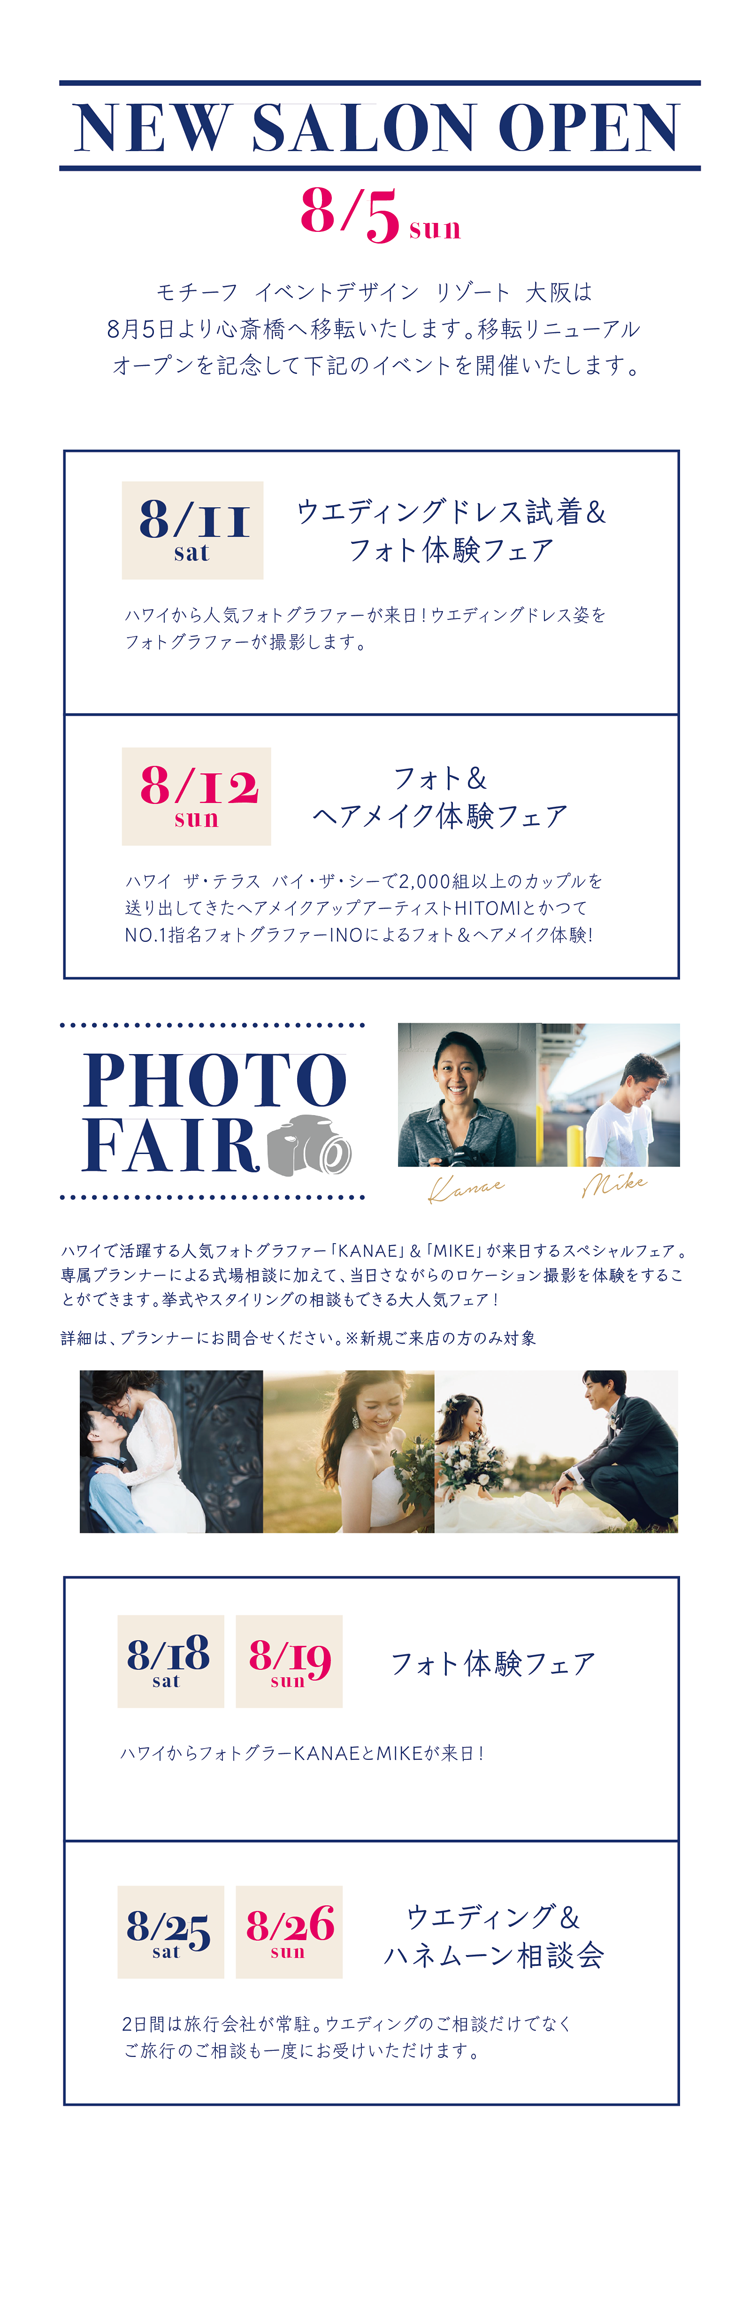 NEW SALON OPEN
8/5 sun
モチーフ イベントデザイン リゾート 大阪は
8月5日より心斎橋へ移転いたします。移転リニューアル
オープンを記念して下記のイベントを開催いたします。
8/11
sat
ウエディングドレス試着&
フォト体験フェア
ハワイから人気フォトグラファーが来日!ウエディングドレス姿を
フォトグラファーが撮影します。
8/12
sun
フォト&
ヘアメイク体験フェア
ハワイ ザ・テラス バイ・ザ・シーで2,000組以上のカップルを
送り出してきたヘアメイクアップアーティストHITOMIとかつて
NO.1指名フォトグラファーINOによるフォト&ヘアメイク体験!
PHOTO
FAIR
Kanae
Mike
ハワイで活躍する人気フォトグラファー「KANAE」&「MIKE」が来日するスペシャルフェア。
専属プランナーによる式場相談に加えて、当日さながらのロケーション撮影を体験をするこ
とができます。挙式やスタイリングの相談もできる大人気フェア!
詳細は、プランナーにお問合せください。※新規ご来店の方のみ対象
8/18
sat
8/19
sun
フォト体験フェア
ハワイからフォトグラーKANAEとMIKEが来日!
8/25
sat
8/26
sun
ウエディング&
ハネムーン相談会
2日間は旅行会社が常駐。ウエディングのご相談だけでなく
ご旅行のご相談も一度にお受けいただけます。